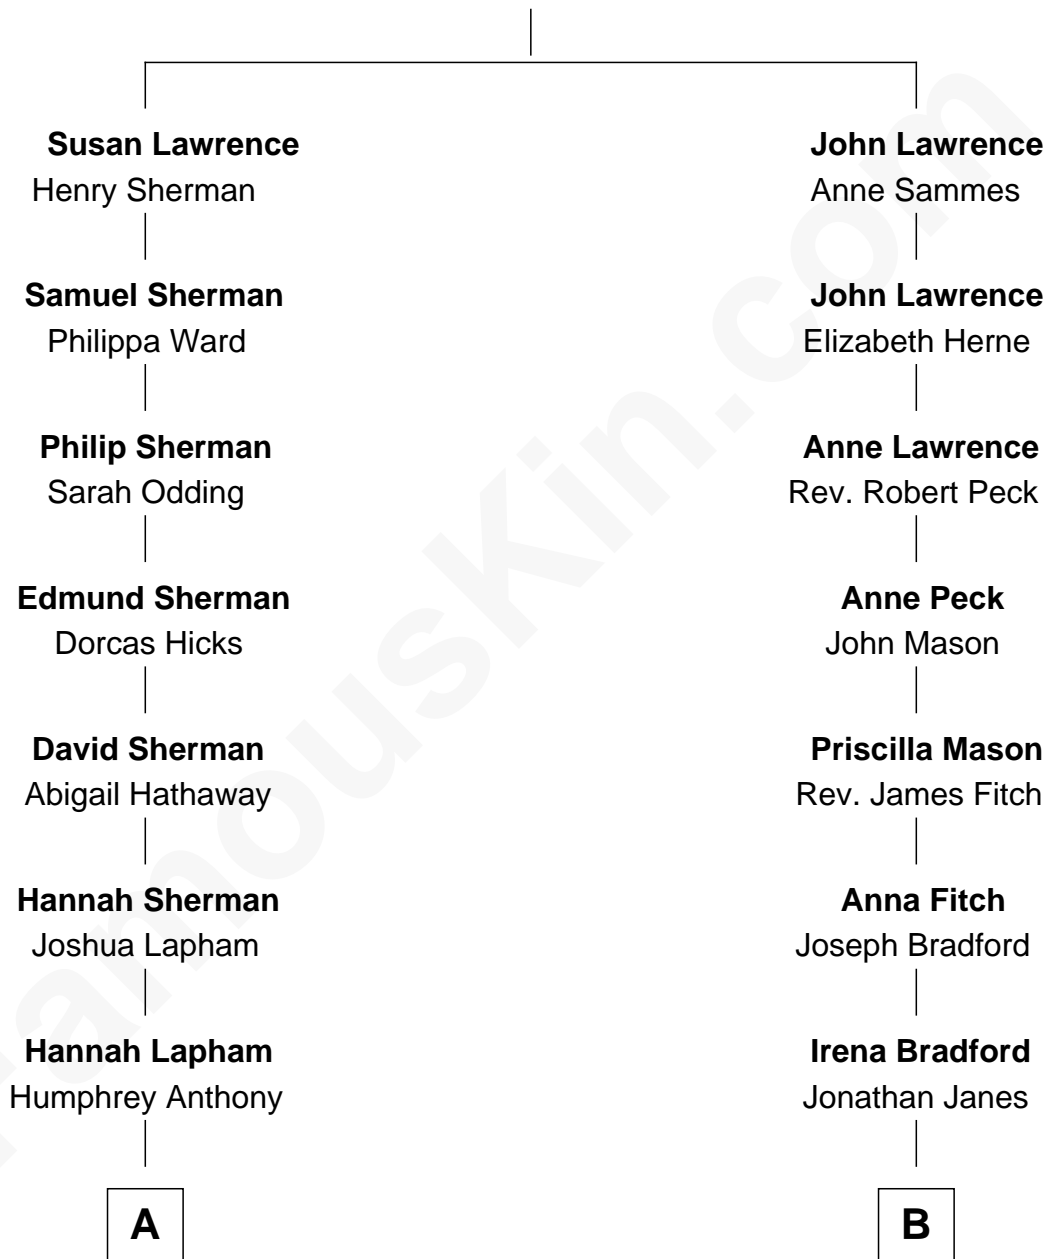 Susan Lawrence
Henry Sherman
Samuel Sherman
Philippa Ward
Philip Sherman
Sarah Odding
Edmund Sherman
Dorcas Hicks
David Sherman
Abigail Hathaway
Hannah Sherman
Joshua Lapham
Hannah Lapham
Humphrey Anthony
A
John Lawrence
Anne Sammes
John Lawrence
Elizabeth Herne
Anne Lawrence
Rev. Robert Peck
Anne Peck
John Mason
Priscilla Mason
Rev. James Fitch
Anna Fitch
Joseph Bradford
Irena Bradford
Jonathan Janes
B
FamousKin.com